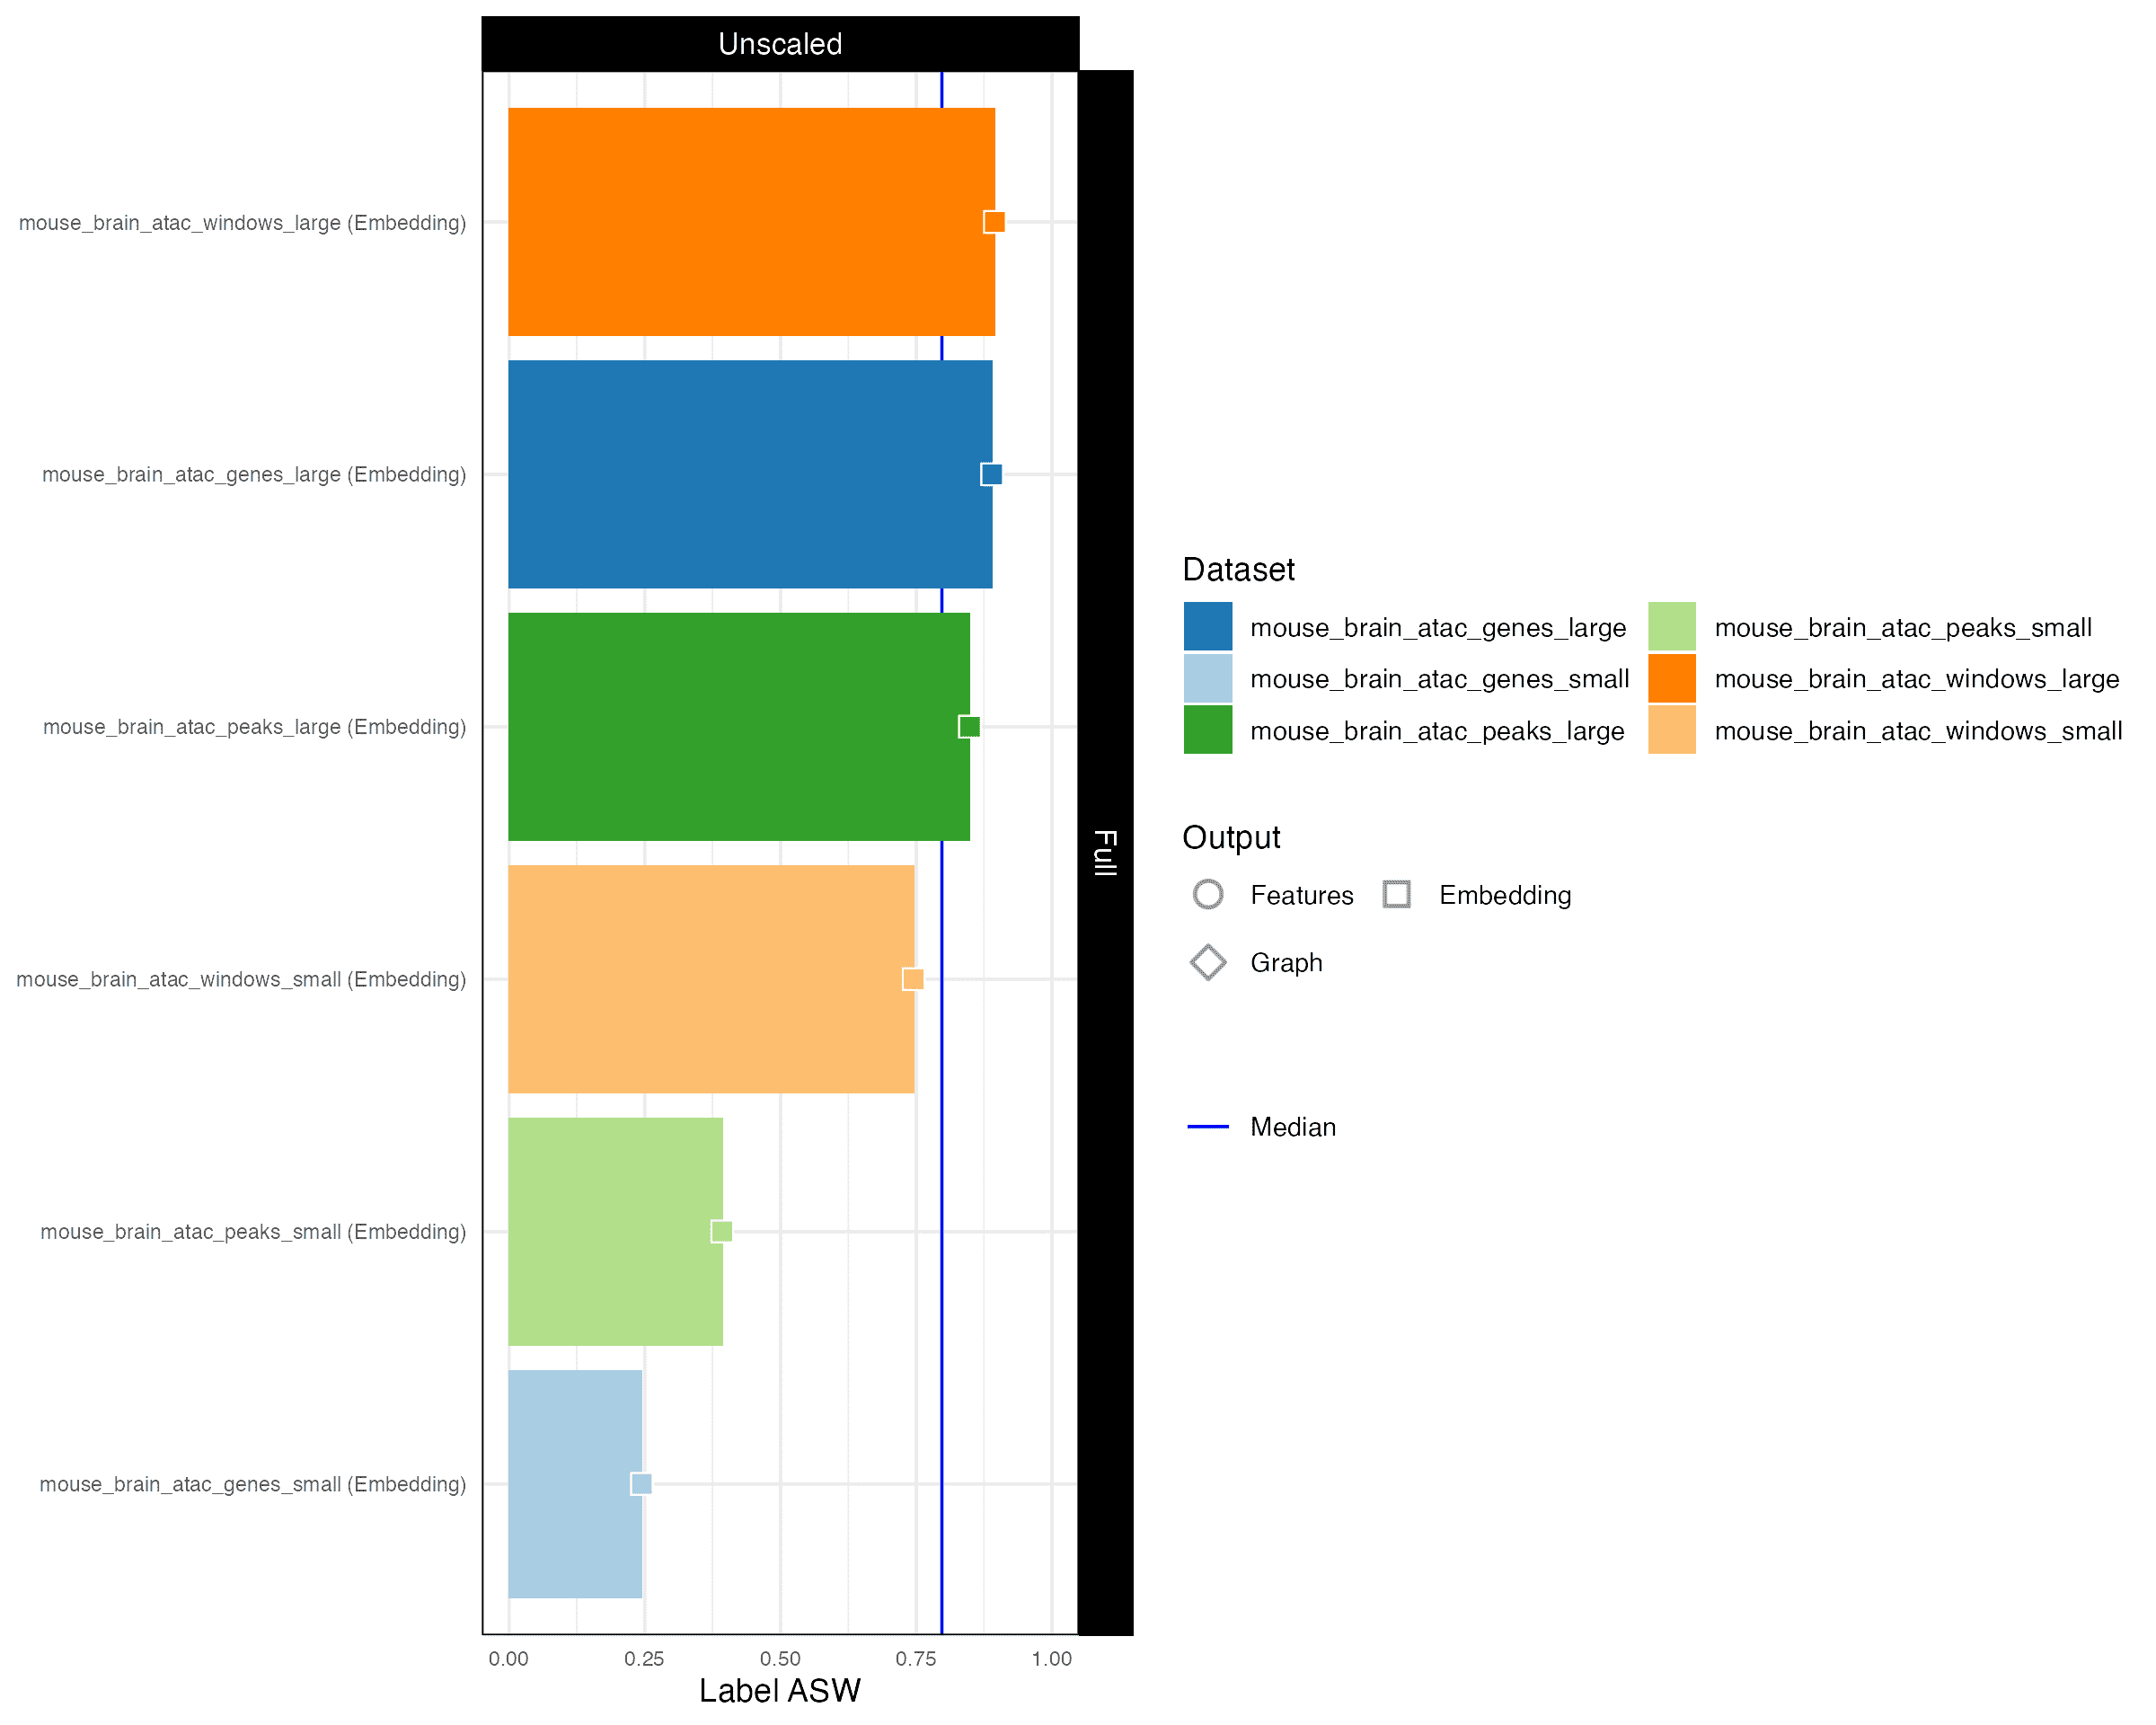 Unscaled
mouse_brain_atac_windows_large (Embedding)
mouse_brain_atac_genes_large (Embedding)
mouse_brain_atac_peaks_large (Embedding)
mouse_brain_atac_windows_small (Embedding)
mouse_brain_atac_peaks_small (Embedding)
mouse_brain_atac_genes_small (Embedding)
0.00 0.25 0.50 0.75 1.00
Label ASW
Full
Dataset
mouse_brain_atac_genes_large mouse_brain_atac_peaks_small
mouse_brain_atac_genes_small mouse_brain_atac_windows_large
mouse_brain_atac_peaks_large mouse_brain_atac_windows_small
Output
Features Embedding
Graph
Median